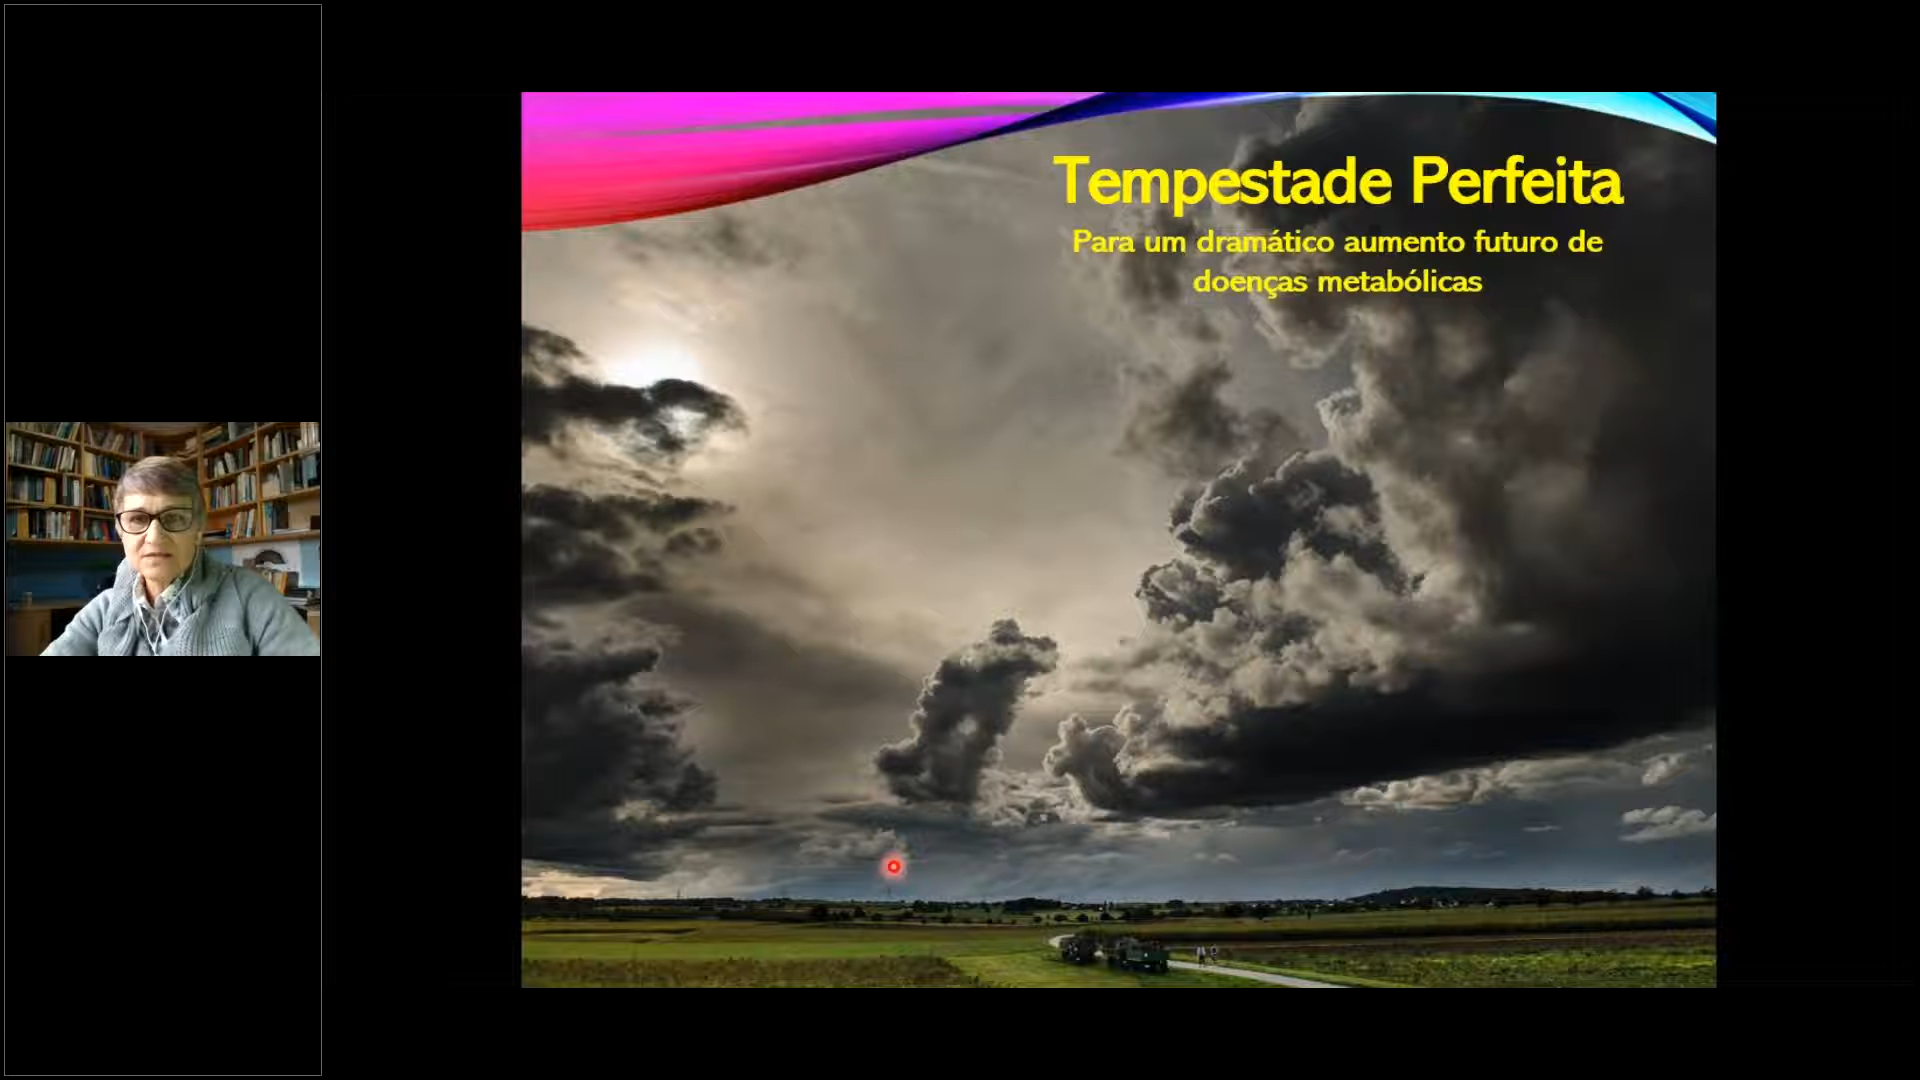 Tempestade Perfeita
Para um dramático aumento futuro de
doenças metabólicas